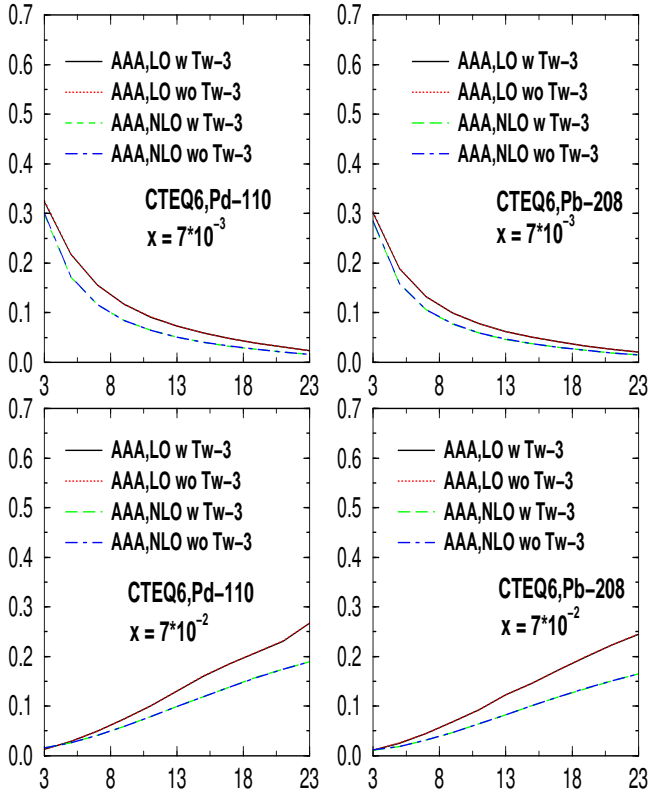 0.7
0.6
0.5
0.4
0.3
0.2
0.1
0.0
AAA,LO w Tw−3
AAA,LO wo Tw−3
AAA,NLO w Tw−3
AAA,NLO wo Tw−3
CTEQ6,Pd−110
x = 7*10⁻³
3 8 13 18 23
0.7
0.6
0.5
0.4
0.3
0.2
0.1
0.0
AAA,LO w Tw−3
AAA,LO wo Tw−3
AAA,NLO w Tw−3
AAA,NLO wo Tw−3
CTEQ6,Pb−208
x = 7*10⁻³
3 8 13 18 23
0.7
0.6
0.5
0.4
0.3
0.2
0.1
0.0
AAA,LO w Tw−3
AAA,LO wo Tw−3
AAA,NLO w Tw−3
AAA,NLO wo Tw−3
CTEQ6,Pd−110
x = 7*10⁻²
3 8 13 18 23
0.7
0.6
0.5
0.4
0.3
0.2
0.1
0.0
AAA,LO w Tw−3
AAA,LO wo Tw−3
AAA,NLO w Tw−3
AAA,NLO wo Tw−3
CTEQ6,Pb−208
x = 7*10⁻²
3 8 13 18 23